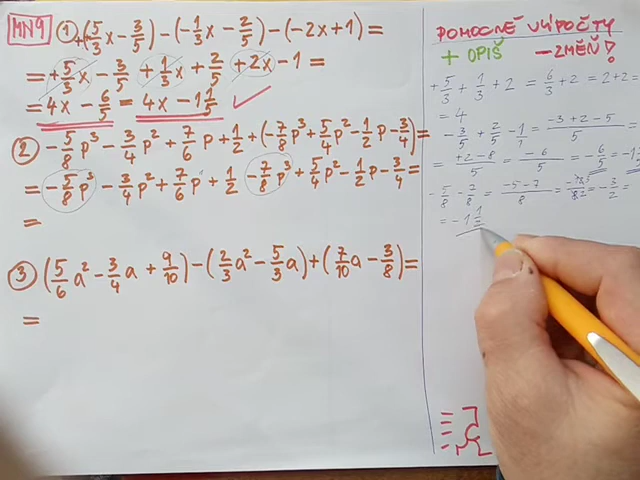 MN9 ① +(5/3x - 3/5) - (-1/3x - 2/5) - (-2x + 1) =
= +5/3x - 3/5 + 1/3x + 2/5 + 2x - 1 =
= 4x - 6/5 = 4x - 1 1/5 ✓
② -5/8p³ - 3/4p² + 7/6p + 1/2 + (-7/8p³ + 5/4p² - 1/2p - 3/4) =
= -5/8p³ - 3/4p² + 7/6p + 1/2 - 7/8p³ + 5/4p² - 1/2p - 3/4 =
=
③ (5/6a² - 3/4a + 9/10) - (2/3a² - 5/3a) + (7/10a - 3/8) =
=
POMOCNÉ VÝPOČTY
+ OPIŠ - ZMĚŇ!
+5/3 + 1/3 + 2 = 6/3 + 2 = 2 + 2 =
= 4
-3/5 + 2/5 - 1/1 = -3+2-5/5 =
= +2-8/5 = -6/5 = -6/5 =
-5/8 - 7/8 = -5-7/8 = = -3/2 =
= -1 1